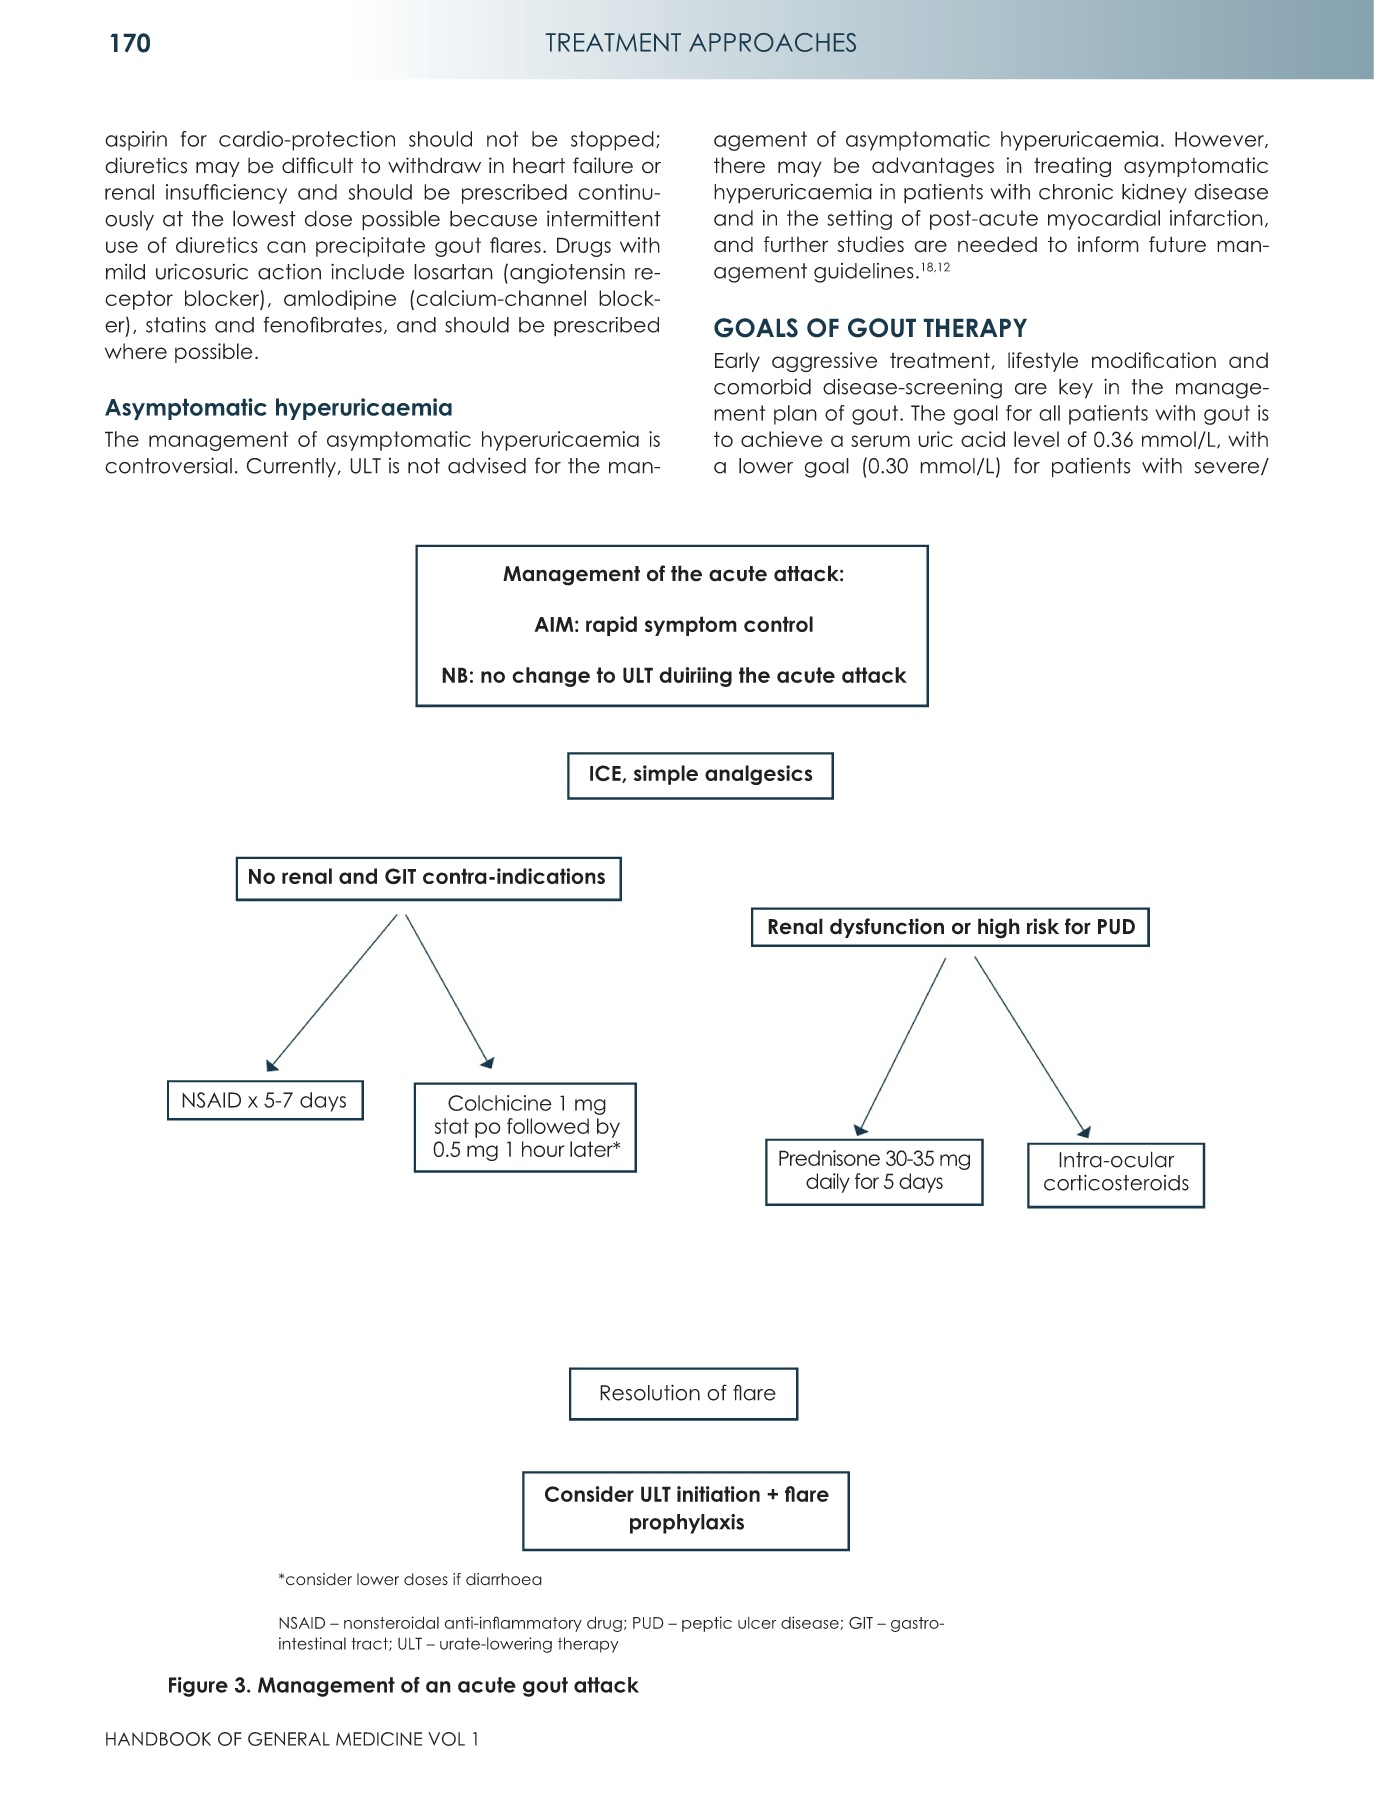 170
TREATMENT APPROACHES
aspirin for cardio-protection should not be stopped;
diuretics may be difficult to withdraw in heart failure or
renal insufficiency and should be prescribed continu-
ously at the lowest dose possible because intermittent
use of diuretics can precipitate gout flares. Drugs with
mild uricosuric action include losartan (angiotensin re-
ceptor blocker), amlodipine (calcium-channel block-
er), statins and fenofibrates, and should be prescribed
where possible.
Asymptomatic hyperuricaemia
The management of asymptomatic hyperuricaemia is
controversial. Currently, ULT is not advised for the man-
agement of asymptomatic hyperuricaemia. However,
there may be advantages in treating asymptomatic
hyperuricaemia in patients with chronic kidney disease
and in the setting of post-acute myocardial infarction,
and further studies are needed to inform future man-
agement guidelines.18,12
GOALS OF GOUT THERAPY
Early aggressive treatment, lifestyle modification and
comorbid disease-screening are key in the manage-
ment plan of gout. The goal for all patients with gout is
to achieve a serum uric acid level of 0.36 mmol/L, with
a lower goal (0.30 mmol/L) for patients with severe/
Management of the acute attack:
AIM: rapid symptom control
NB: no change to ULT duiriing the acute attack
ICE, simple analgesics
No renal and GIT contra-indications
Renal dysfunction or high risk for PUD
NSAID x 5-7 days
Colchicine 1 mg
stat po followed by
0.5 mg 1 hour later*
Prednisone 30-35 mg
daily for 5 days
Intra-ocular
corticosteroids
Resolution of flare
Consider ULT initiation + flare
prophylaxis
*consider lower doses if diarrhoea
NSAID – nonsteroidal anti-inflammatory drug; PUD – peptic ulcer disease; GIT – gastro-
intestinal tract; ULT – urate-lowering therapy
Figure 3. Management of an acute gout attack
HANDBOOK OF GENERAL MEDICINE VOL 1